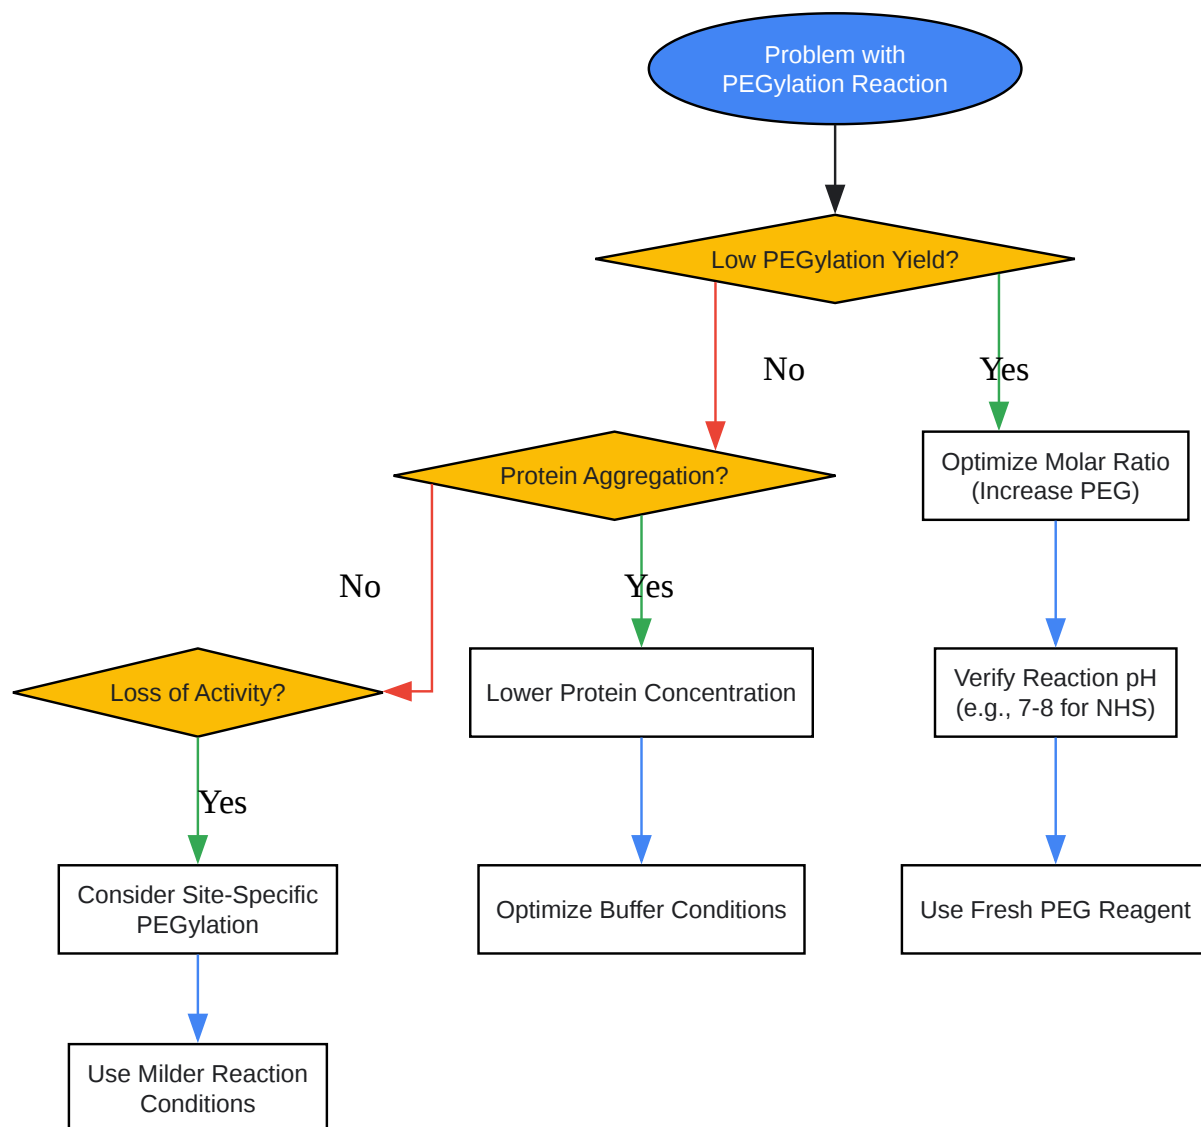 Problem with
PEGylation Reaction
Low PEGylation Yield?
No
Yes
Protein Aggregation?
Optimize Molar Ratio
(Increase PEG)
No
Yes
Loss of Activity?
Lower Protein Concentration
Verify Reaction pH
(e.g., 7-8 for NHS)
Yes
Consider Site-Specific
PEGylation
Optimize Buffer Conditions
Use Fresh PEG Reagent
Use Milder Reaction
Conditions